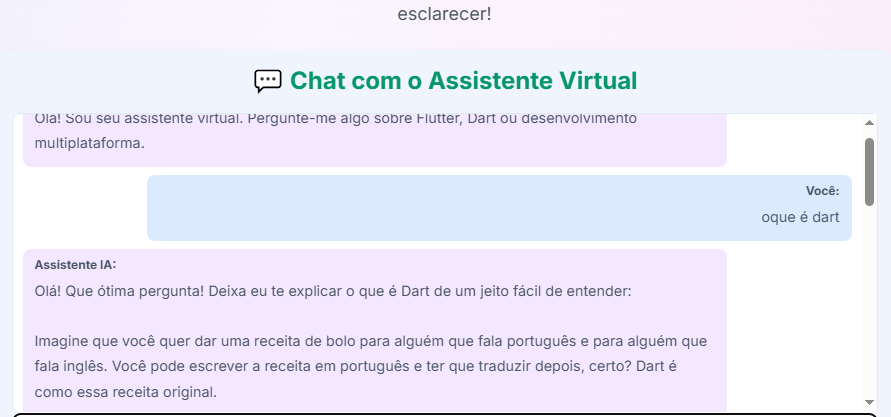 esclarecer!
💬 Chat com o Assistente Virtual
Olá! Sou seu assistente virtual. Pergunte-me algo sobre Flutter, Dart ou desenvolvimento
multiplataforma.
Você:
oque é dart
Assistente IA:
Olá! Que ótima pergunta! Deixa eu te explicar o que é Dart de um jeito fácil de entender:
Imagine que você quer dar uma receita de bolo para alguém que fala português e para alguém que
fala inglês. Você pode escrever a receita em português e ter que traduzir depois, certo? Dart é
como essa receita original.